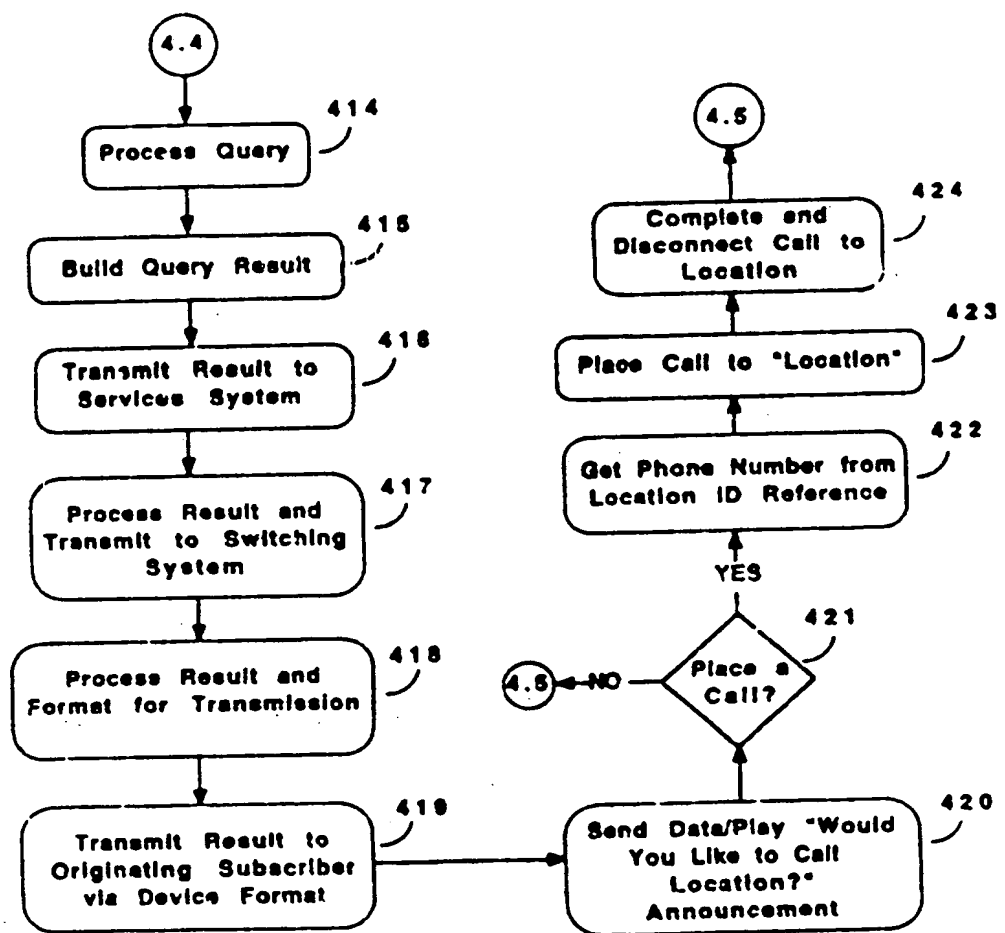 4.4
414
Process Query
415
Build Query Result
416
Transmit Result to
Services System
417
Process Result and
Transmit to Switching
System
418
Process Result and
Format for Transmission
419
Transmit Result to
Originating Subscriber
via Device Format
420
Send Data/Play "Would
You Like to Call
Location?"
Announcement
421
Place a
Call?
NO
4.5
YES
422
Get Phone Number from
Location ID Reference
423
Place Call to "Location"
424
Complete and
Disconnect Call to
Location
4.5